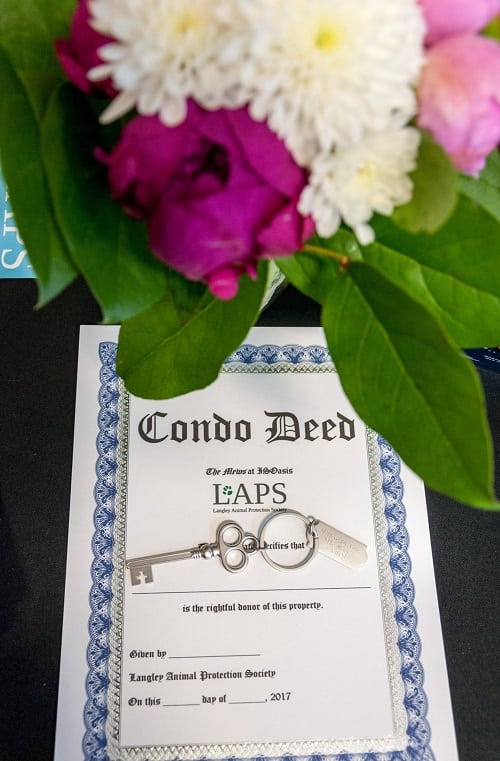 Condo Deed
The Mews at ISOasis
LAPS
Langley Animal Protection Society
that
is the rightful donor of this property.
Given by
Langley Animal Protection Society
On this day of , 2017